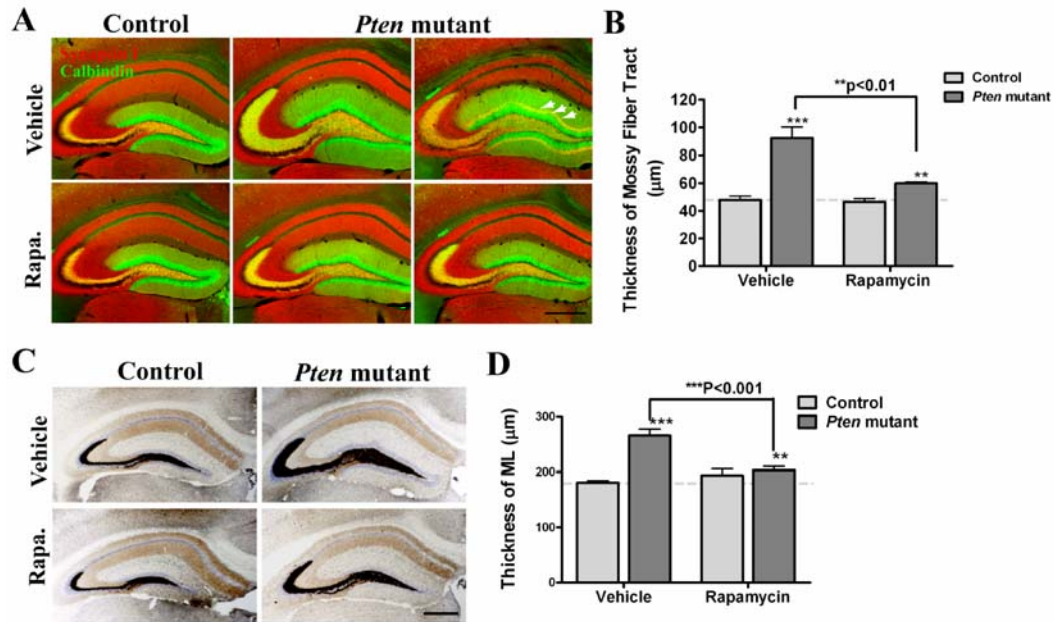 A
Control
Pten mutant
Calbindin
Vehicle
Rapa.
B
Control
Pten mutant
**p<0.01
120
100
80
60
40
20
0
***
**
Thickness of Mossy Fiber Tract
(μm)
Vehicle
Rapamycin
C
Control
Pten mutant
Vehicle
Rapa.
D
Control
Pten mutant
***P<0.001
300
200
100
0
***
**
Thickness of ML (μm)
Vehicle
Rapamycin